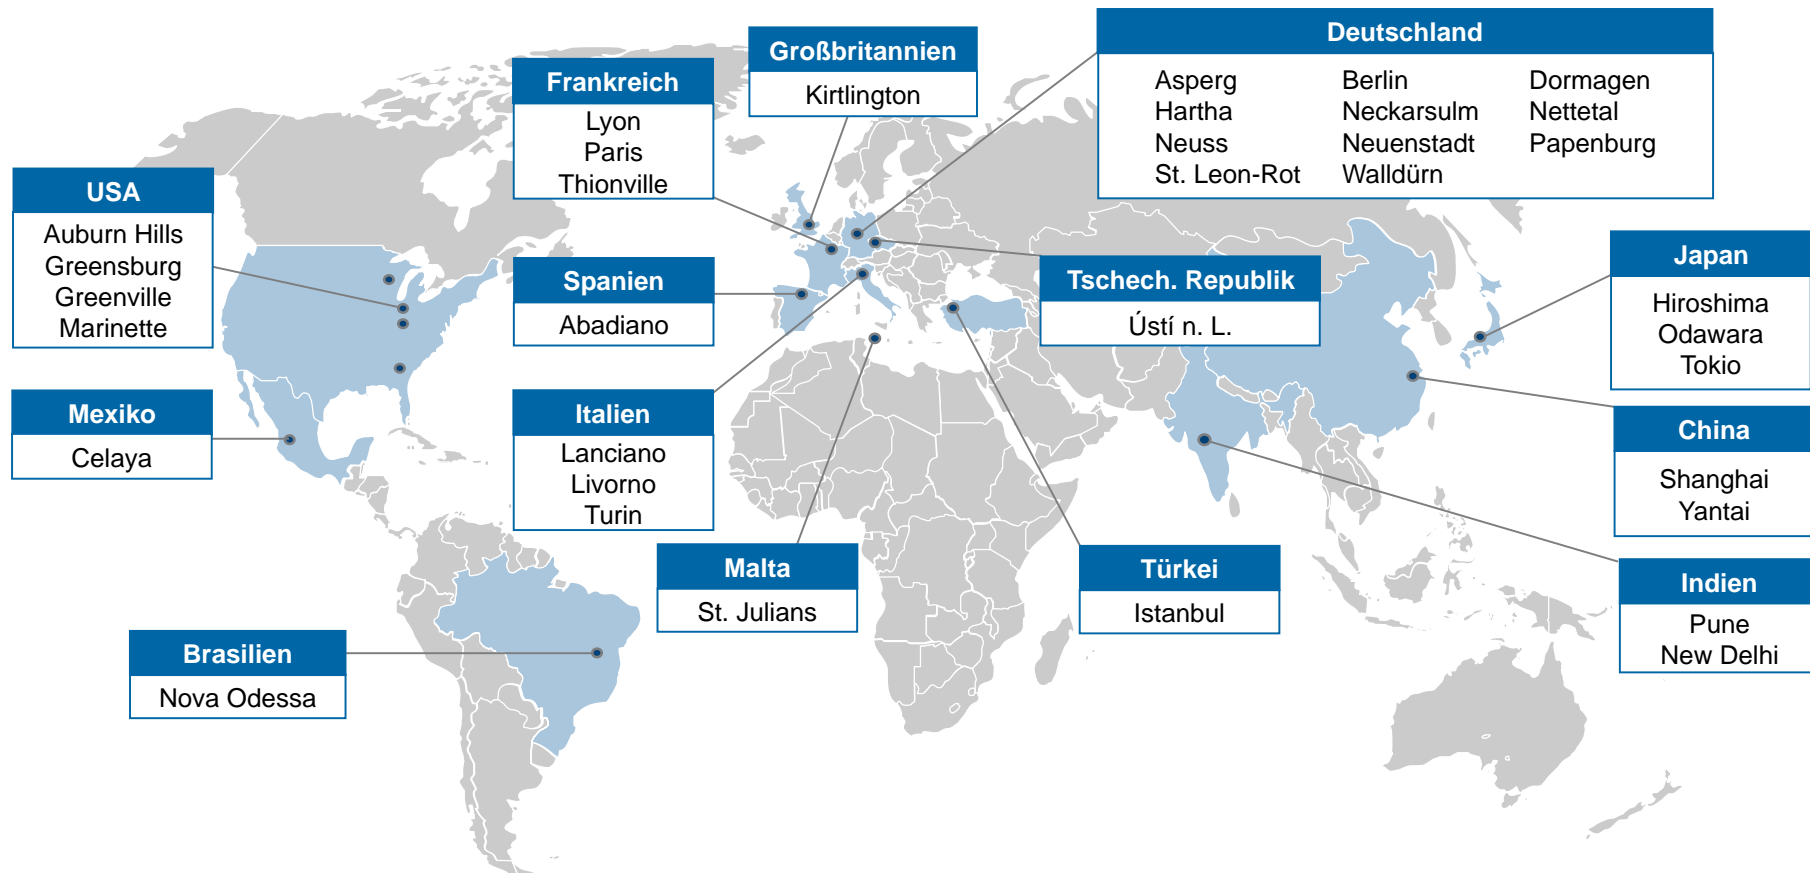 Großbritannien
Kirtlington
Deutschland
Asperg Berlin Dormagen
Hartha Neckarsulm Nettetal
Neuss Neuenstadt Papenburg
St. Leon-Rot Walldürn
Frankreich
Lyon
Paris
Thionville
USA
Auburn Hills
Greensburg
Greenville
Marinette
Spanien
Abadiano
Tschech. Republik
Ústí n. L.
Japan
Hiroshima
Odawara
Tokio
Mexiko
Celaya
Italien
Lanciano
Livorno
Turin
China
Shanghai
Yantai
Malta
St. Julians
Türkei
Istanbul
Indien
Pune
New Delhi
Brasilien
Nova Odessa